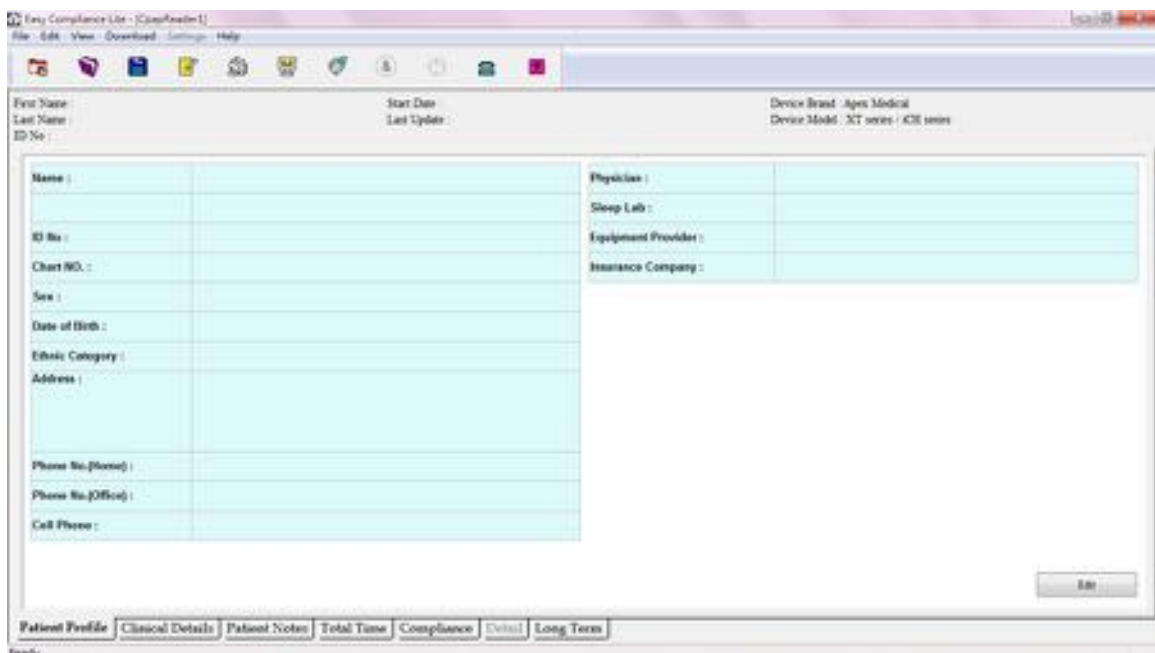 Easy Compliance Lite - [CpapReader1]
File Edit View Download Settings Help
First Name :
Start Date
Device Brand : Apex Medical
Last Name :
Last Update
Device Model : XT series / iCH series
ID No :
Name :
Physician :
Sleep Lab :
ID No :
Equipment Provider :
Chart NO. :
Insurance Company :
Sex :
Date of Birth :
Ethnic Category :
Address :
Phone No.(Home) :
Phone No.(Office) :
Cell Phone :
Edit
Patient Profile Clinical Details Patient Notes Total Time Compliance Detail Long Term
Ready